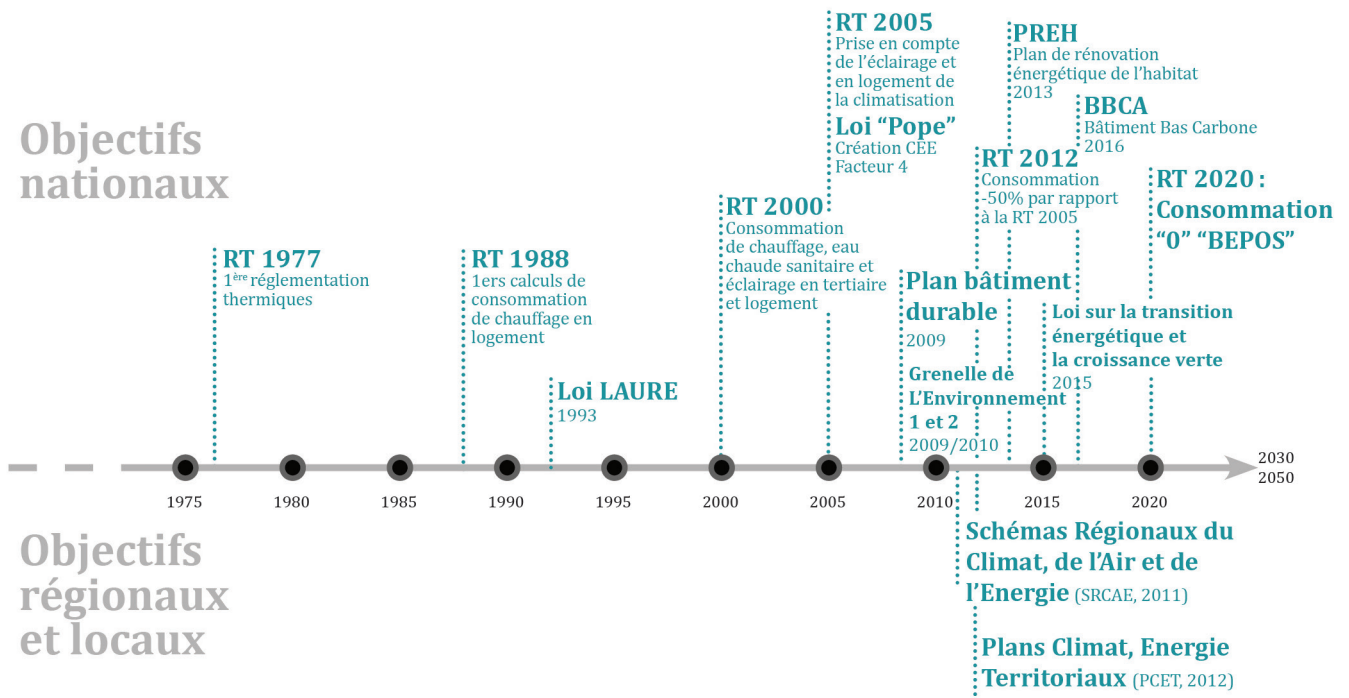 Objectifs
nationaux
RT 1977
1ère réglementation
thermiques
RT 1988
1ers calculs de
consommation
de chauffage en
logement
Loi LAURE
1993
RT 2000
Consommation
de chauffage, eau
chaude sanitaire et
éclairage en tertiaire
et logement
RT 2005
Prise en compte
de l’éclairage et
en logement de
la climatisation
Loi “Pope”
Création CEE
Facteur 4
Plan bâtiment
durable
2009
Grenelle de
L’Environnement
1 et 2
2009/2010
RT 2012
Consommation
-50% par rapport
à la RT 2005
PREH
Plan de rénovation
énergétique de l’habitat
2013
BBCA
Bâtiment Bas Carbone
2016
Loi sur la transition
énergétique et
la croissance verte
2015
RT 2020 :
Consommation
“0” “BEPOS”
1975
1980
1985
1990
1995
2000
2005
2010
2015
2020
2030
2050
Objectifs
régionaux
et locaux
Schémas Régionaux du
Climat, de l’Air et de
l’Energie (SRCAE, 2011)
Plans Climat, Energie
Territoriaux (PCET, 2012)